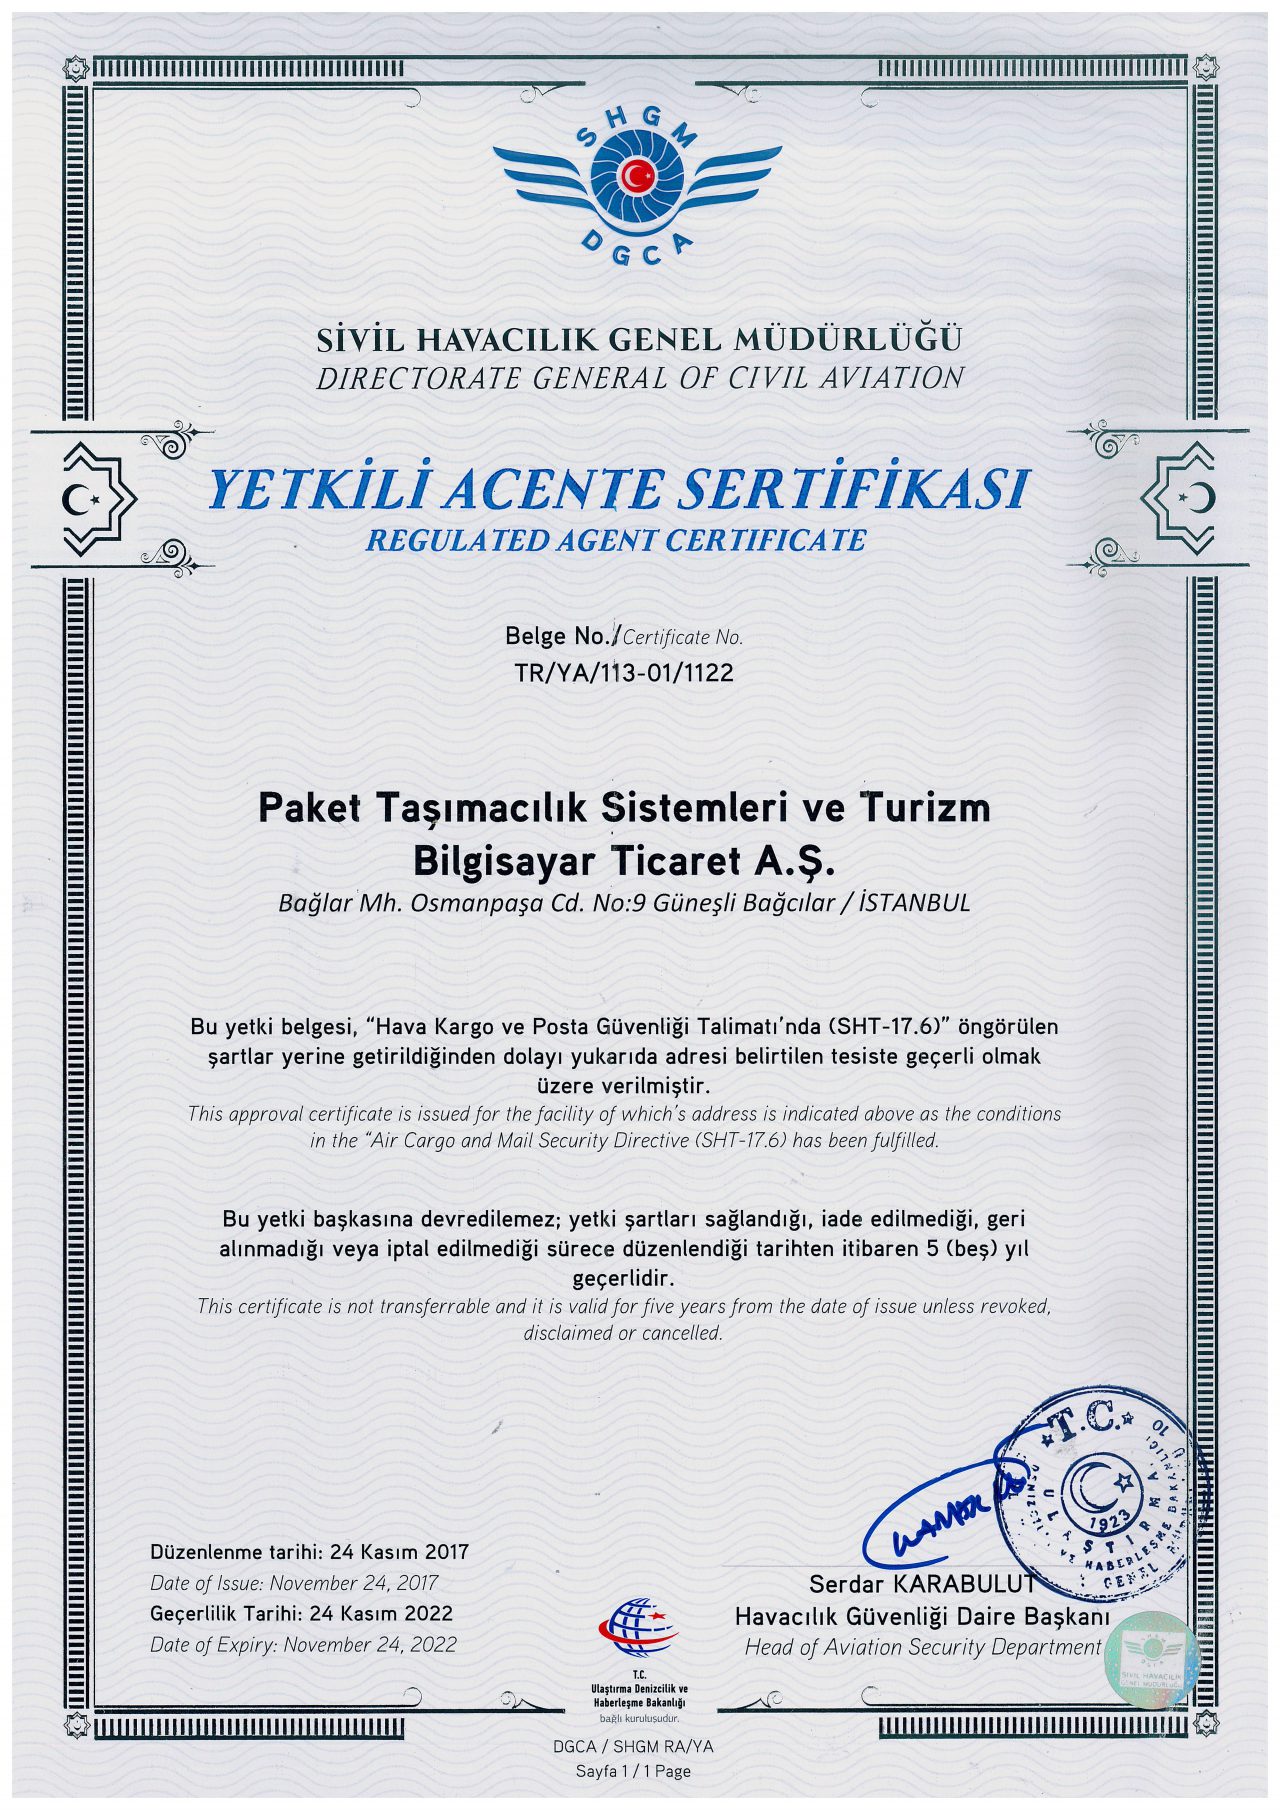 SHGM
DGCA
SİVİL HAVACILIK GENEL MÜDÜRLÜĞÜ
DIRECTORATE GENERAL OF CIVIL AVIATION
YETKİLİ ACENTE SERTİFİKASI
REGULATED AGENT CERTIFICATE
Belge No./Certificate No.
TR/YA/113-01/1122
Paket Taşımacılık Sistemleri ve Turizm
Bilgisayar Ticaret A.Ş.
Bağlar Mh. Osmanpaşa Cd. No:9 Güneşli Bağcılar / İSTANBUL
Bu yetki belgesi, “Hava Kargo ve Posta Güvenliği Talimatı’nda (SHT-17.6)” öngörülen
şartlar yerine getirildiğinden dolayı yukarıda adresi belirtilen tesiste geçerli olmak
üzere verilmiştir.
This approval certificate is issued for the facility of which’s address is indicated above as the conditions
in the “Air Cargo and Mail Security Directive (SHT-17.6) has been fulfilled.
Bu yetki başkasına devredilemez; yetki şartları sağlandığı, iade edilmediği, geri
alınmadığı veya iptal edilmediği sürece düzenlendiği tarihten itibaren 5 (beş) yıl
geçerlidir.
This certificate is not transferrable and it is valid for five years from the date of issue unless revoked,
disclaimed or cancelled.
T.C.
1923
ULAŞTIRMA
VE HABERLEŞME
GENEL
Düzenlenme tarihi: 24 Kasım 2017
Date of Issue: November 24, 2017
Geçerlilik Tarihi: 24 Kasım 2022
Date of Expiry: November 24, 2022
Serdar KARABULUT
Havacılık Güvenliği Daire Başkanı
Head of Aviation Security Department
SHGM
DGCA
SİVİL HAVACILIK
GENEL MÜDÜRLÜĞÜ
T.C.
Ulaştırma Denizcilik ve
Haberleşme Bakanlığı
bağlı kuruluşudur.
DGCA / SHGM RA/YA
Sayfa 1 / 1 Page